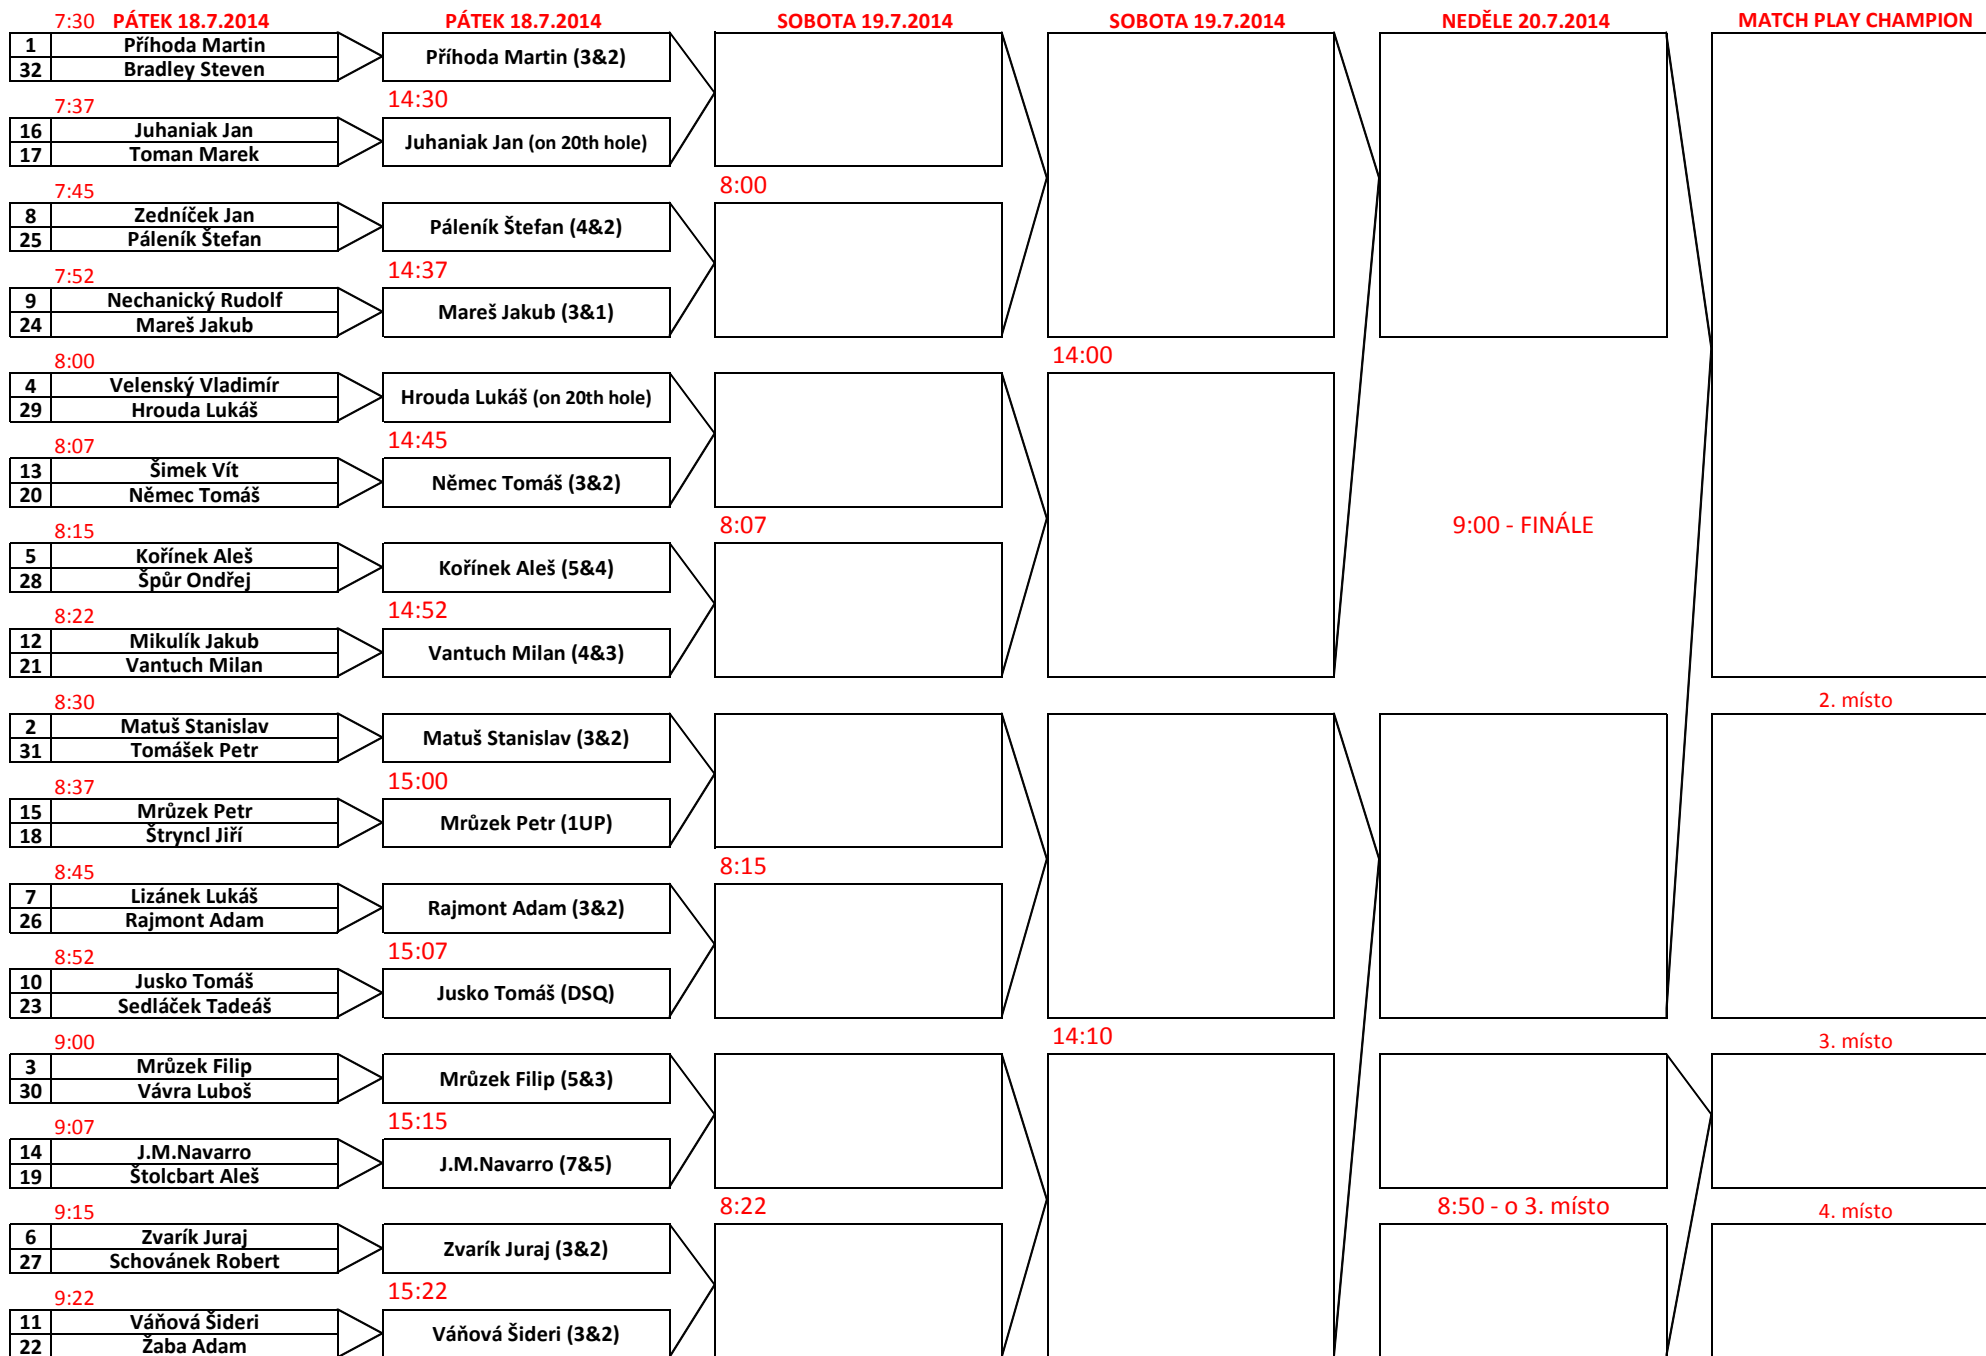 7:30 PÁTEK 18.7.2014 PÁTEK 18.7.2014 SOBOTA 19.7.2014 SOBOTA 19.7.2014 NEDĚLE 20.7.2014 MATCH PLAY CHAMPION
1 Příhoda Martin
32 Bradley Steven
Příhoda Martin (3&2)
7:37
14:30
16 Juhaniak Jan
17 Toman Marek
Juhaniak Jan (on 20th hole)
7:45
8:00
8 Zedníček Jan
25 Páleník Štefan
Páleník Štefan (4&2)
7:52
14:37
9 Nechanický Rudolf
24 Mareš Jakub
Mareš Jakub (3&1)
8:00
14:00
4 Velenský Vladimír
29 Hrouda Lukáš
Hrouda Lukáš (on 20th hole)
8:07
14:45
13 Šimek Vít
20 Němec Tomáš
Němec Tomáš (3&2)
8:15
8:07
9:00 - FINÁLE
5 Kořínek Aleš
28 Špůr Ondřej
Kořínek Aleš (5&4)
8:22
14:52
12 Mikulík Jakub
21 Vantuch Milan
Vantuch Milan (4&3)
8:30
2. místo
2 Matuš Stanislav
31 Tomášek Petr
Matuš Stanislav (3&2)
8:37
15:00
15 Mrůzek Petr
18 Štryncl Jiří
Mrůzek Petr (1UP)
8:45
8:15
7 Lizánek Lukáš
26 Rajmont Adam
Rajmont Adam (3&2)
8:52
15:07
10 Jusko Tomáš
23 Sedláček Tadeáš
Jusko Tomáš (DSQ)
9:00
14:10
3. místo
3 Mrůzek Filip
30 Vávra Luboš
Mrůzek Filip (5&3)
9:07
15:15
14 J.M.Navarro
19 Štolcbart Aleš
J.M.Navarro (7&5)
9:15
8:22
8:50 - o 3. místo
4. místo
6 Zvarík Juraj
27 Schovánek Robert
Zvarík Juraj (3&2)
9:22
15:22
11 Váňová Šideri
22 Žaba Adam
Váňová Šideri (3&2)